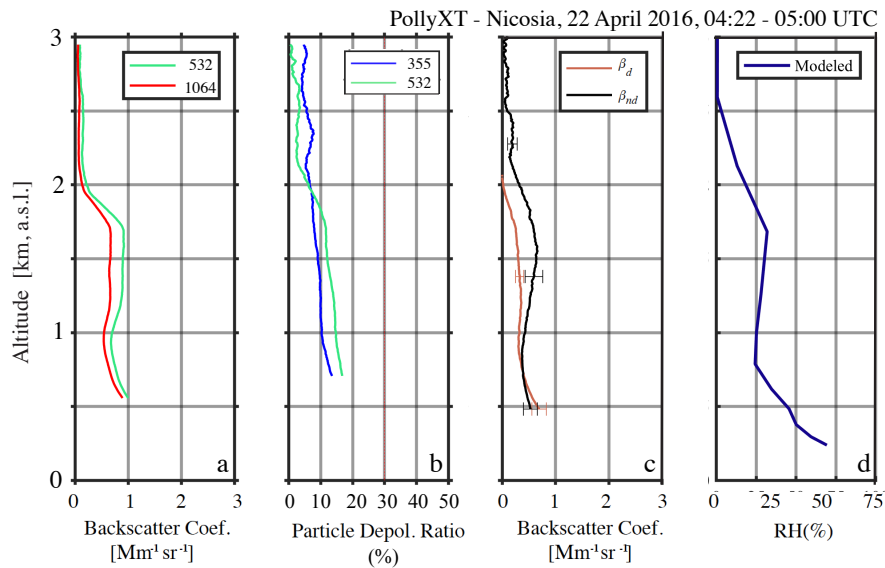 PollyXT - Nicosia, 22 April 2016, 04:22 - 05:00 UTC
Altitude [km, a.s.l.]
3
2
1
0
532
1064
a
0 1 2 3
Backscatter Coef.
[Mm⁻¹ sr⁻¹]
355
532
b
0 10 20 30 40 50
Particle Depol. Ratio
(%)
β_d
β_nd
c
0 1 2 3
Backscatter Coef.
[Mm⁻¹ sr⁻¹]
Modeled
d
0 25 50 75
RH(%)